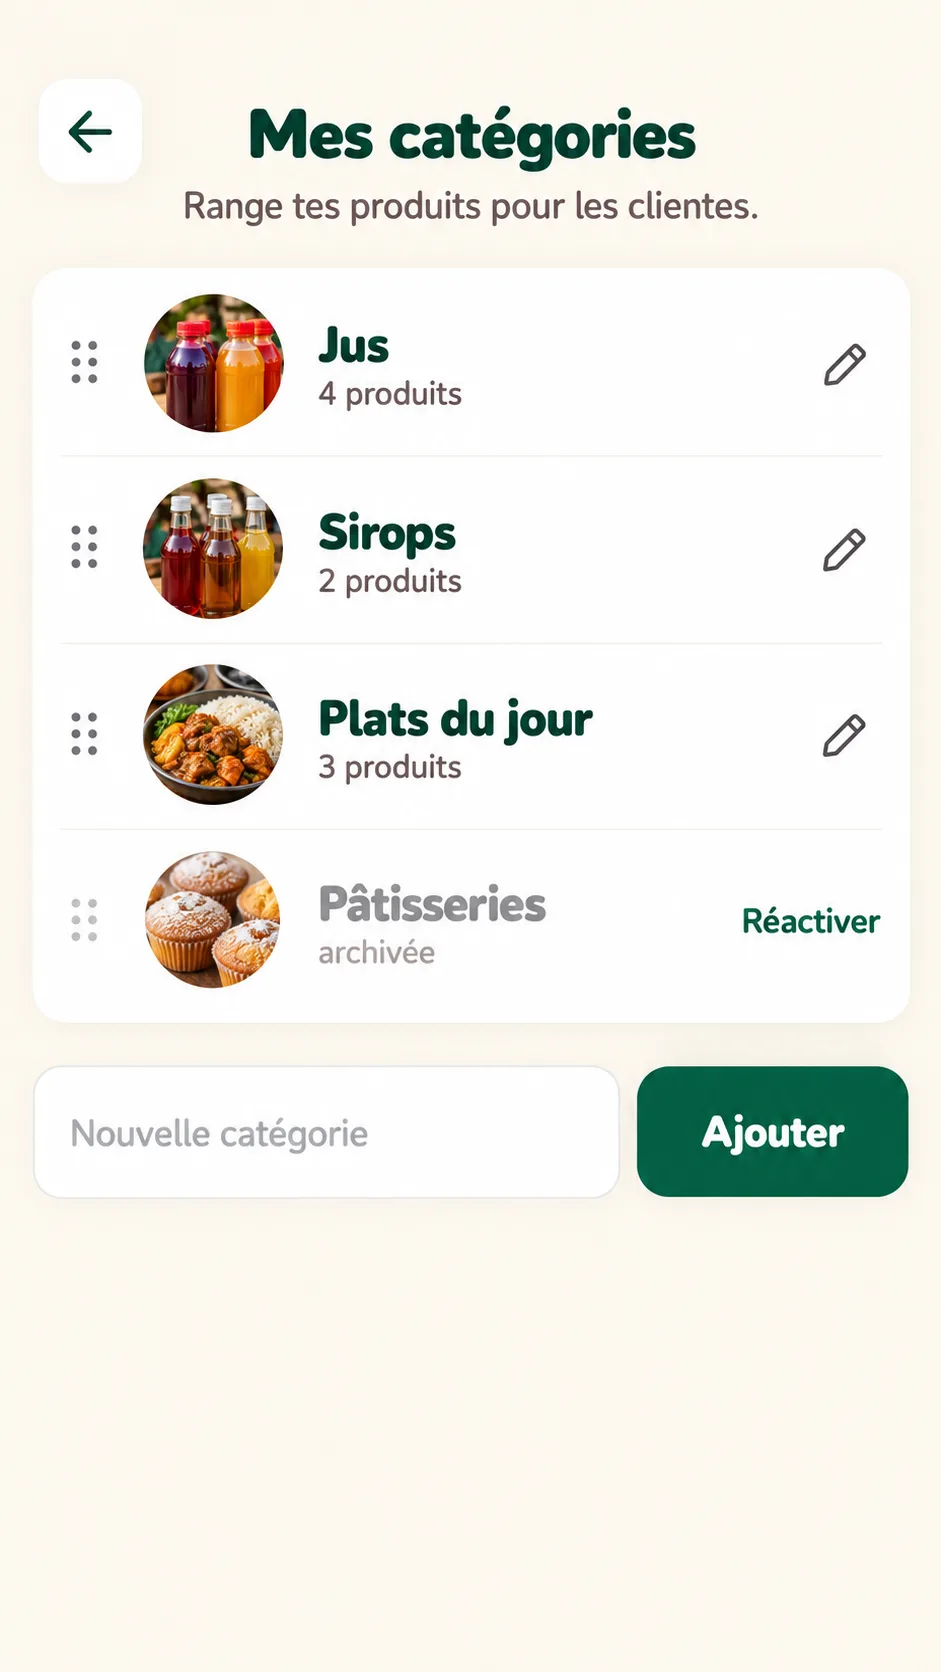 Mes catégories
Range tes produits pour les clientes.
Jus
4 produits
Sirops
2 produits
Plats du jour
3 produits
Pâtisseries
archivée
Réactiver
Nouvelle catégorie
Ajouter